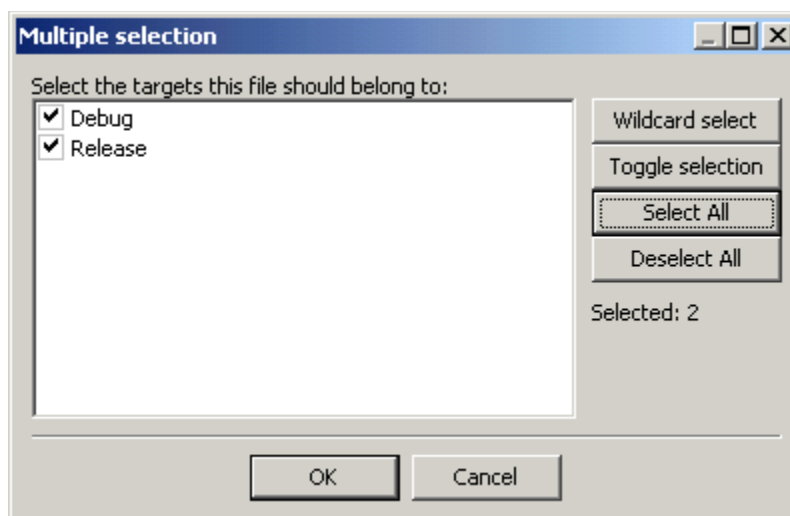 Multiple selection
Select the targets this file should belong to:
Debug
Release
Wildcard select
Toggle selection
Select All
Deselect All
Selected: 2
OK
Cancel